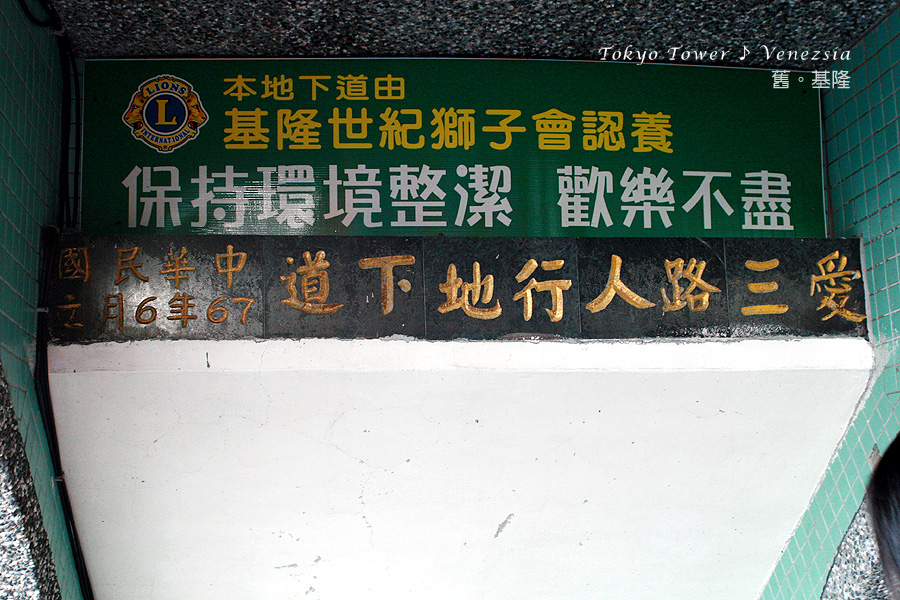 Tokyo Tower ♪ Venezsia
舊。基隆
LIONS
L
INTERNATIONAL
本地下道由
基隆世紀獅子會認養
保持環境整潔 歡樂不盡
愛三路人行地下道
中華民國
67年6月立